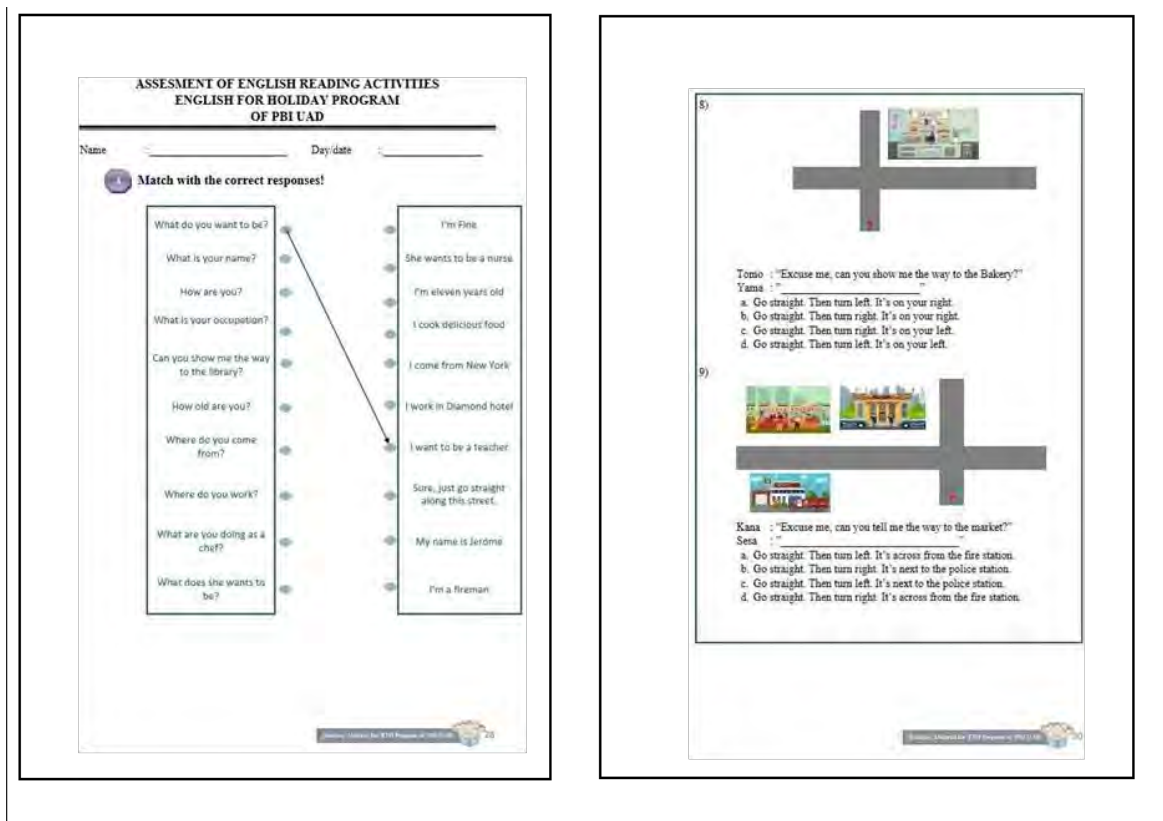 ASSESMENT OF ENGLISH READING ACTIVITIES
ENGLISH FOR HOLIDAY PROGRAM
OF PBI UAD
Name : Day/date :
Match with the correct responses!
What do you want to be?
What is your name?
How are you?
What is your occupation?
Can you show me the way
to the library?
How old are you?
Where do you come
from?
Where do you work?
What are you doing as a
chef?
What does she wants to
be?
I'm Fine
She wants to be a nurse
I'm eleven years old
I cook delicious food
I come from New York
I work in Diamond hotel
I want to be a teacher
Sure, just go straight
along this street.
My name is Jerome
I'm a fireman
8)
Tomo : "Excuse me, can you show me the way to the Bakery?"
Yama : " "
a. Go straight. Then turn left. It's on your right.
b. Go straight. Then turn right. It's on your right.
c. Go straight. Then turn right. It's on your left.
d. Go straight. Then turn left. It's on your left.
9)
Kana : "Excuse me, can you tell me the way to the market?"
Sesa : " "
a. Go straight. Then turn left. It's across from the fire station.
b. Go straight. Then turn right. It's next to the police station.
c. Go straight. Then turn left. It's next to the police station.
d. Go straight. Then turn right. It's across from the fire station.